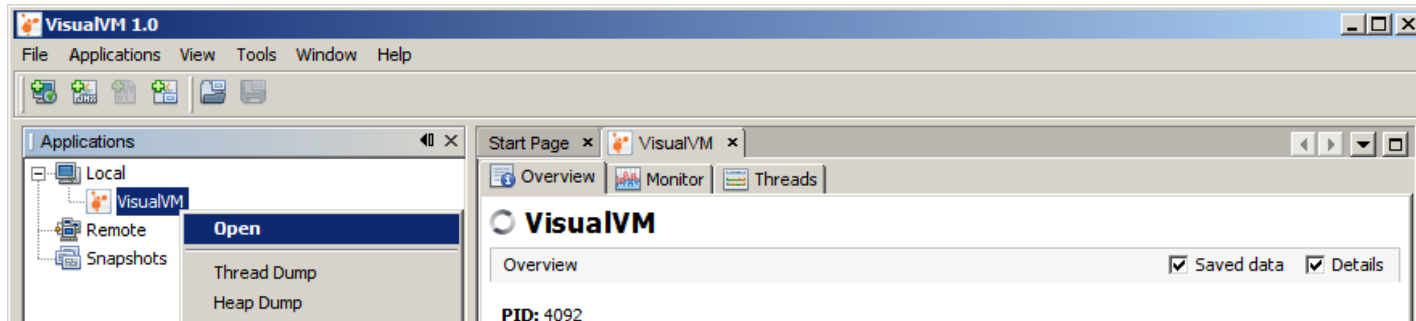 VisualVM 1.0
File Applications View Tools Window Help
JMX
Applications
Local
VisualVM
Remote
Snapshots
Open
Thread Dump
Heap Dump
Start Page VisualVM
Overview Monitor Threads
VisualVM
Overview Saved data Details
PID: 4092